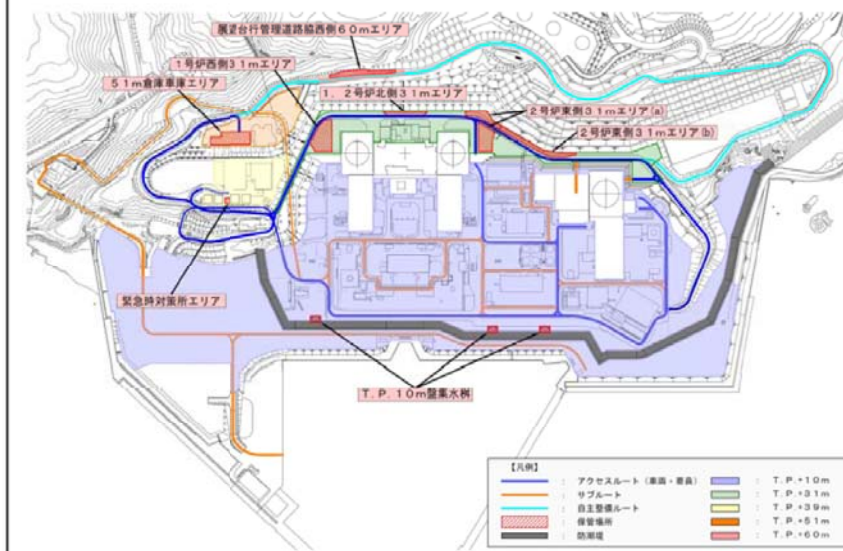 展望台行管理道路脇西側60mエリア
1号炉西側31mエリア
51m倉庫車庫エリア
1．2号炉北側31mエリア
2号炉東側31mエリア(a)
2号炉東側31mエリア(b)
緊急時対策所エリア
T.P.10m盤集水桝
【凡例】
： アクセスルート（車両・要員）
： T.P.+10m
： サブルート
： T.P.+31m
： 自主整備ルート
： T.P.+39m
： 保管場所
： T.P.+51m
： 防潮堤
： T.P.+60m